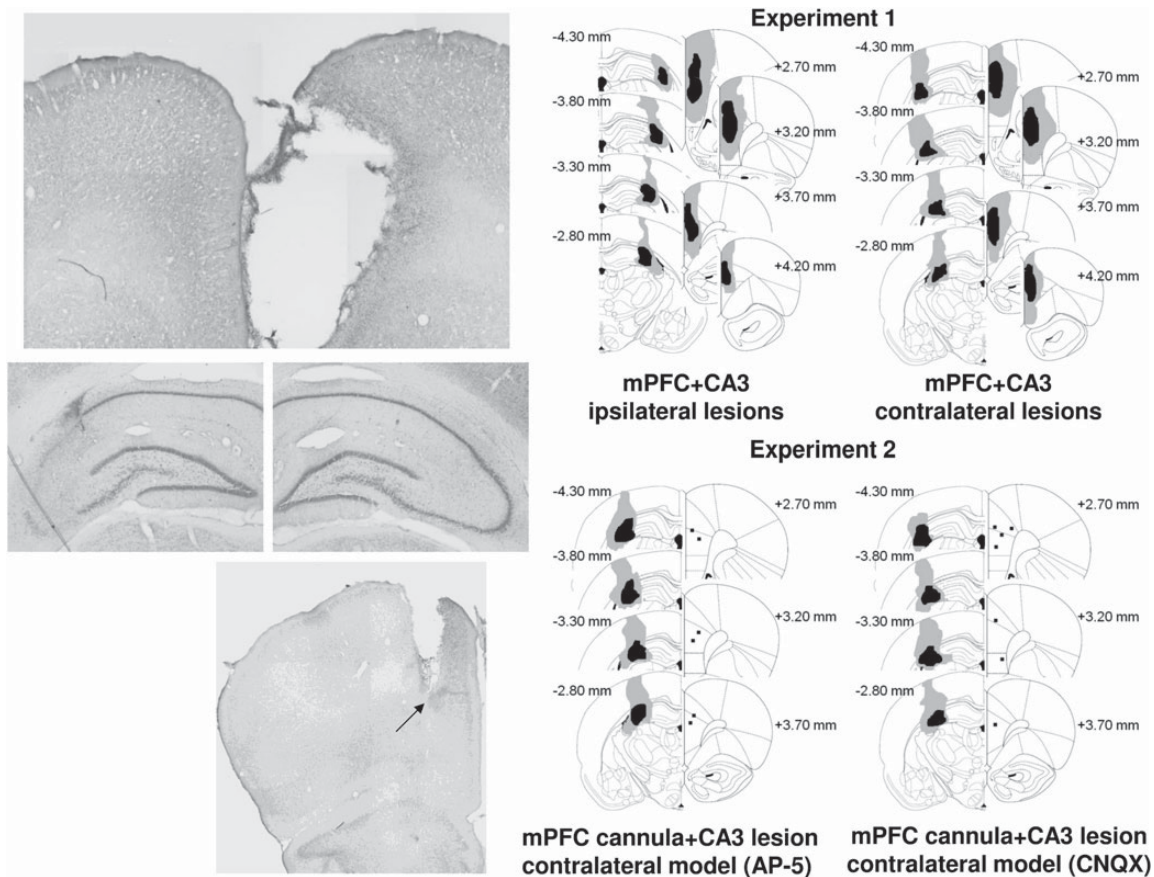 Experiment 1
-4.30 mm
-3.80 mm
-3.30 mm
-2.80 mm
+2.70 mm
+3.20 mm
+3.70 mm
+4.20 mm
mPFC+CA3
ipsilateral lesions
-4.30 mm
-3.80 mm
-3.30 mm
-2.80 mm
+2.70 mm
+3.20 mm
+3.70 mm
+4.20 mm
mPFC+CA3
contralateral lesions
Experiment 2
-4.30 mm
-3.80 mm
-3.30 mm
-2.80 mm
+2.70 mm
+3.20 mm
+3.70 mm
mPFC cannula+CA3 lesion
contralateral model (AP-5)
-4.30 mm
-3.80 mm
-3.30 mm
-2.80 mm
+2.70 mm
+3.20 mm
+3.70 mm
mPFC cannula+CA3 lesion
contralateral model (CNQX)